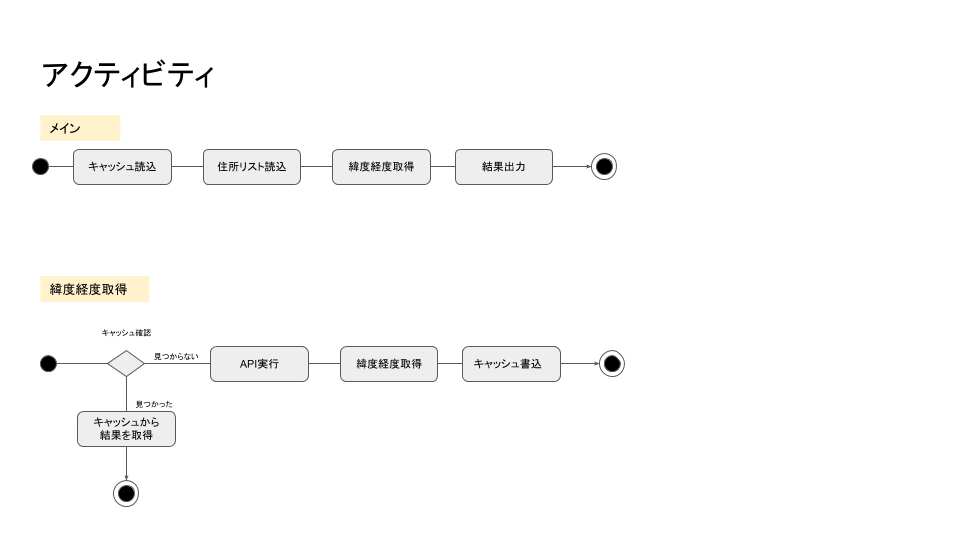 アクティビティ
メイン
キャッシュ読込
住所リスト読込
緯度経度取得
結果出力
緯度経度取得
キャッシュ確認
見つからない
API実行
緯度経度取得
キャッシュ書込
見つかった
キャッシュから
結果を取得